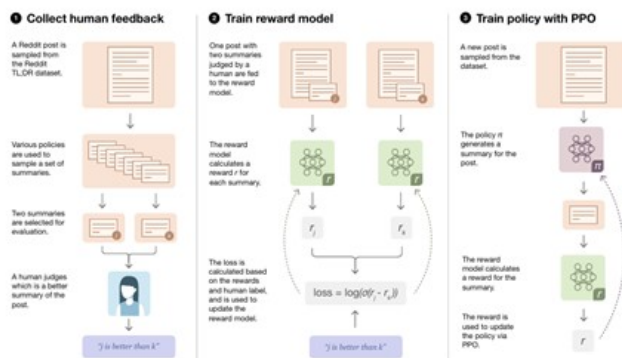 1 Collect human feedback
A Reddit post is
sampled from
the Reddit
TL;DR dataset.
Various policies
are used to
sample a set of
summaries.
Two summaries
are selected for
evaluation.
j
k
A human judges
which is a better
summary of the
post.
"j is better than k"
2 Train reward model
One post with
two summaries
judged by a
human are fed
to the reward
model.
j
k
The reward
model
calculates a
reward r for
each summary.
r
r
r_j
r_k
The loss is
calculated based
on the rewards
and human label,
and is used to
update the
reward model.
loss = log(σ(r_j - r_k))
"j is better than k"
3 Train policy with PPO
A new post is
sampled from the
dataset.
The policy π
generates a
summary for the
post.
π
The reward
model calculates
a reward for the
summary.
r
The reward is
used to update
the policy via
PPO.
r